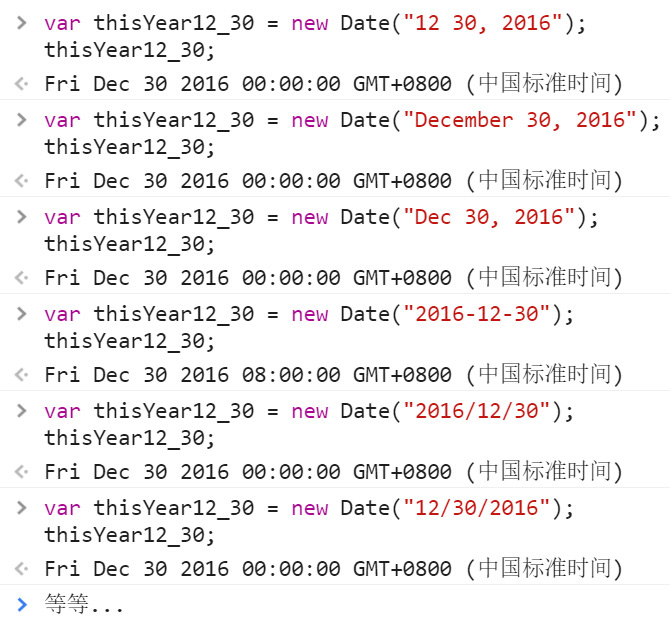 > var thisYear12_30 = new Date("12 30, 2016");
thisYear12_30;
Fri Dec 30 2016 00:00:00 GMT+0800 (中国标准时间)
> var thisYear12_30 = new Date("December 30, 2016");
thisYear12_30;
Fri Dec 30 2016 00:00:00 GMT+0800 (中国标准时间)
> var thisYear12_30 = new Date("Dec 30, 2016");
thisYear12_30;
Fri Dec 30 2016 00:00:00 GMT+0800 (中国标准时间)
> var thisYear12_30 = new Date("2016-12-30");
thisYear12_30;
Fri Dec 30 2016 08:00:00 GMT+0800 (中国标准时间)
> var thisYear12_30 = new Date("2016/12/30");
thisYear12_30;
Fri Dec 30 2016 00:00:00 GMT+0800 (中国标准时间)
> var thisYear12_30 = new Date("12/30/2016");
thisYear12_30;
Fri Dec 30 2016 00:00:00 GMT+0800 (中国标准时间)
> 等等...